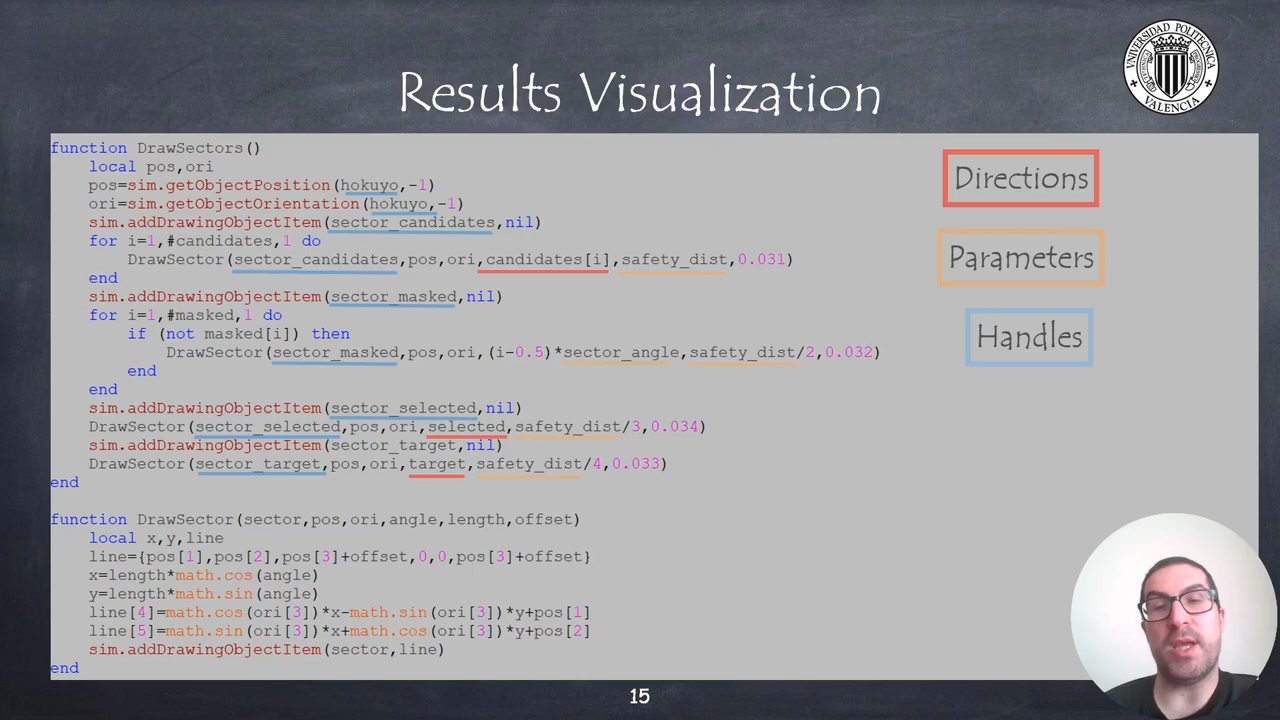 Results Visualization
UNIVERSIDAD POLITECNICA
VALENCIA
function DrawSectors()
local pos,ori
pos=sim.getObjectPosition(hokuyo,-1)
ori=sim.getObjectOrientation(hokuyo,-1)
sim.addDrawingObjectItem(sector_candidates,nil)
for i=1,#candidates,1 do
DrawSector(sector_candidates,pos,ori,candidates[i],safety_dist,0.031)
end
sim.addDrawingObjectItem(sector_masked,nil)
for i=1,#masked,1 do
if (not masked[i]) then
DrawSector(sector_masked,pos,ori,(i-0.5)*sector_angle,safety_dist/2,0.032)
end
end
sim.addDrawingObjectItem(sector_selected,nil)
DrawSector(sector_selected,pos,ori,selected,safety_dist/3,0.034)
sim.addDrawingObjectItem(sector_target,nil)
DrawSector(sector_target,pos,ori,target,safety_dist/4,0.033)
end
function DrawSector(sector,pos,ori,angle,length,offset)
local x,y,line
line={pos[1],pos[2],pos[3]+offset,0,0,pos[3]+offset}
x=length*math.cos(angle)
y=length*math.sin(angle)
line[4]=math.cos(ori[3])*x-math.sin(ori[3])*y+pos[1]
line[5]=math.sin(ori[3])*x+math.cos(ori[3])*y+pos[2]
sim.addDrawingObjectItem(sector,line)
end
Directions
Parameters
Handles
15